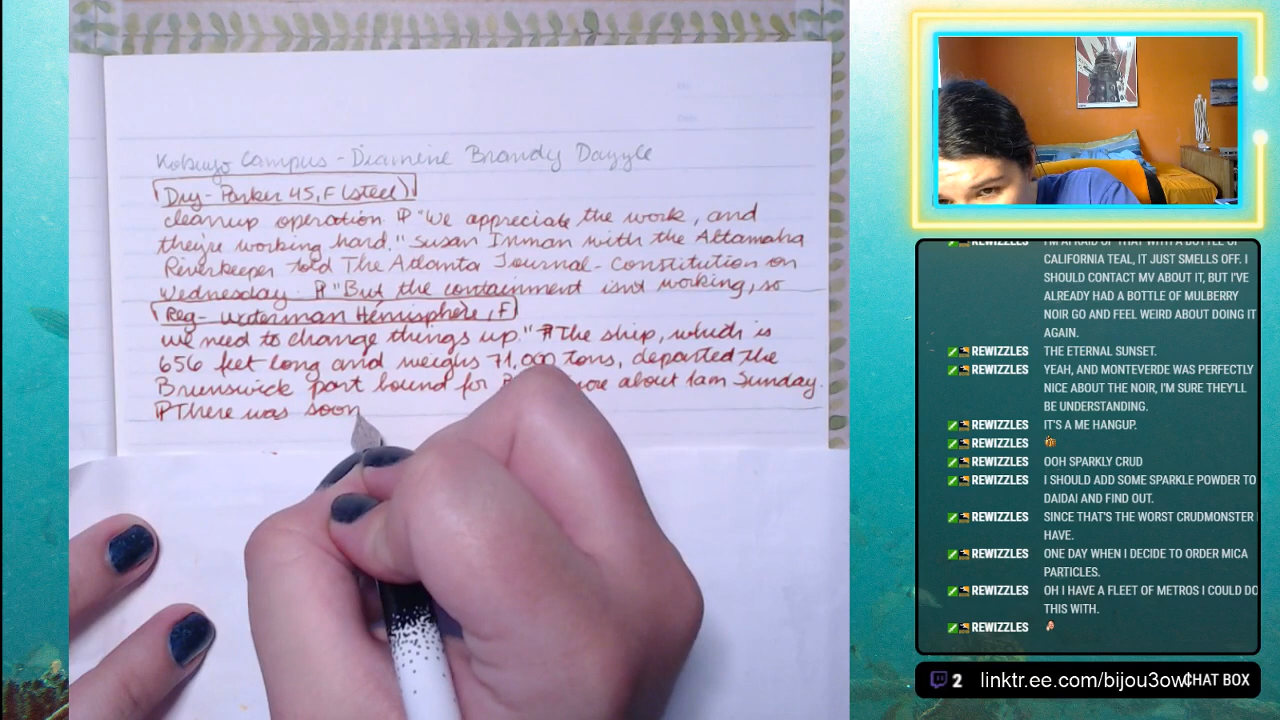 Kobuyo Campus - Diamine Brandy Dazzle
Dry - Parker 45, F (steel)
cleanup operation. ¶ "We appreciate the work, and
they're working hard." Susan Inman with the Altamaha
Riverkeeper told The Atlanta Journal-Constitution on
Wednesday. ¶ "But the containment isn't working, so
Reg - Waterman Hémisphère, F
we need to change things up." ¶ The ship, which is
656 feet long and weighs 71,000 tons, departed the
Brunswick port bound for about 1am Sunday.
¶ There was soon
REWIZZLES I'M AFRAID OF THAT WITH A BOTTLE OF
CALIFORNIA TEAL, IT JUST SMELLS OFF. I
SHOULD CONTACT MV ABOUT IT, BUT I'VE
ALREADY HAD A BOTTLE OF MULBERRY
NOIR GO AND FEEL WEIRD ABOUT DOING IT
AGAIN.
REWIZZLES THE ETERNAL SUNSET.
REWIZZLES YEAH, AND MONTEVERDE WAS PERFECTLY
NICE ABOUT THE NOIR, I'M SURE THEY'LL
BE UNDERSTANDING.
REWIZZLES IT'S A ME HANGUP.
REWIZZLES
REWIZZLES OOH SPARKLY CRUD
REWIZZLES I SHOULD ADD SOME SPARKLE POWDER TO
DAIDAI AND FIND OUT.
REWIZZLES SINCE THAT'S THE WORST CRUDMONSTER I
HAVE.
REWIZZLES ONE DAY WHEN I DECIDE TO ORDER MICA
PARTICLES.
REWIZZLES OH I HAVE A FLEET OF METROS I COULD DO
THIS WITH.
REWIZZLES
2 linktr.ee.com/bijou3owl CHAT BOX